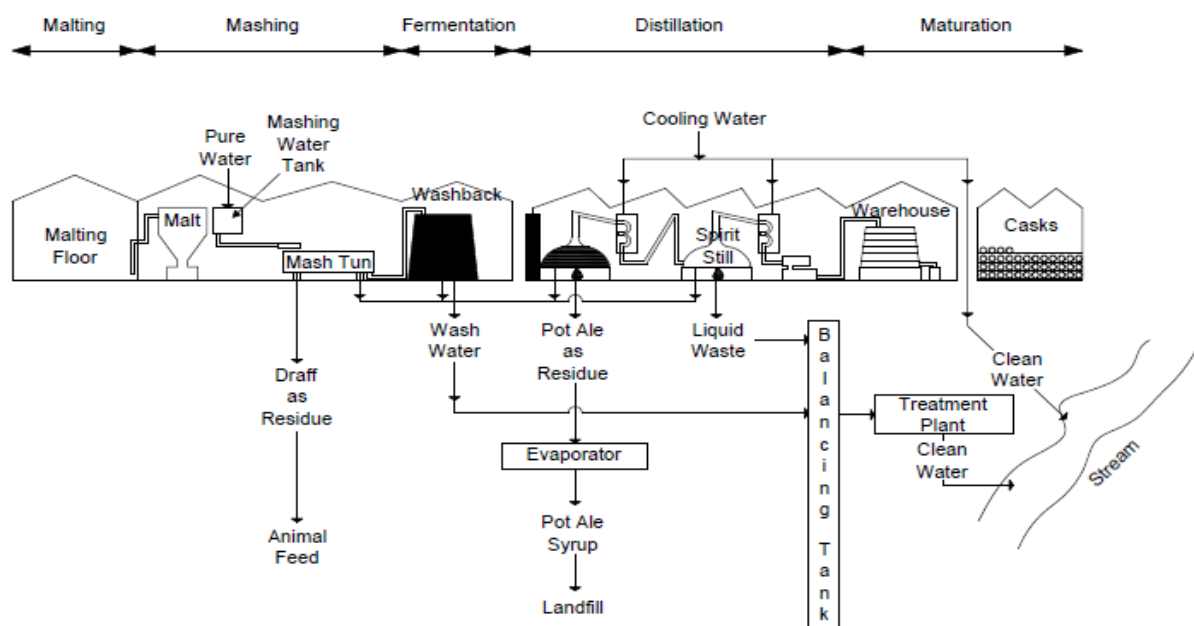 Malting
Mashing
Fermentation
Distillation
Maturation
Cooling Water
Mashing
Water
Tank
Pure
Water
Washback
Malt
Malting
Floor
Mash Tun
Spirit
Still
Warehouse
Casks
Wash
Water
Pot Ale
as
Residue
Liquid
Waste
Draff
as
Residue
Evaporator
Animal
Feed
Pot Ale
Syrup
Landfill
B
a
l
a
n
c
i
n
g
T
a
n
k
Treatment
Plant
Clean
Water
Clean
Water
Stream